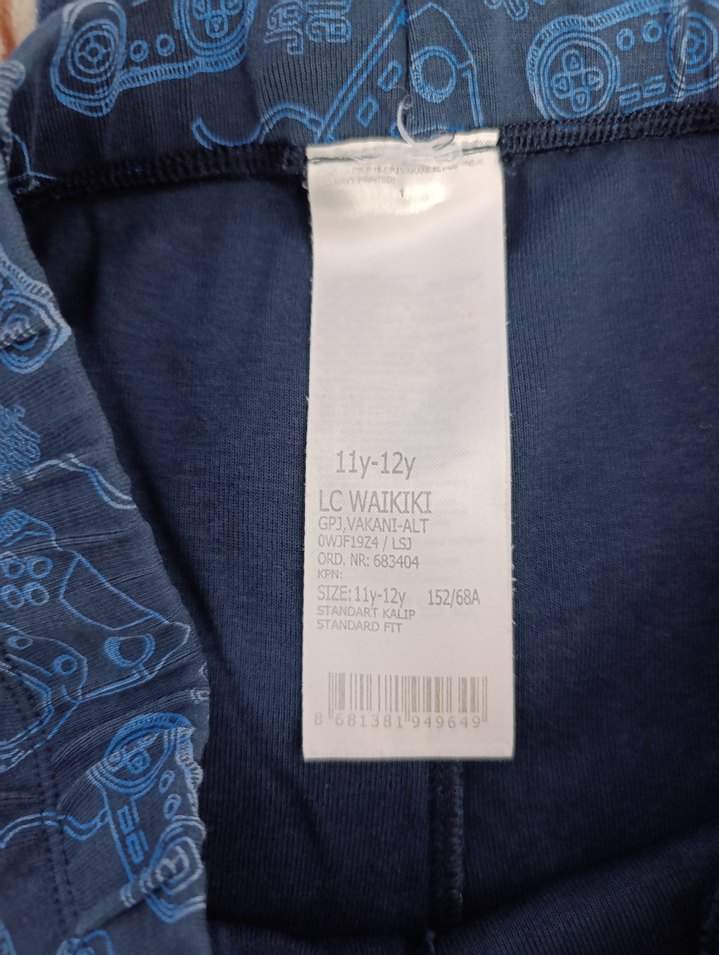 11y-12y
LC WAIKIKI
GPJ,VAKANI-ALT
0WJF19Z4 / LSJ
ORD. NR: 683404
KPN:
SIZE:11y-12y 152/68A
STANDART KALIP
STANDARD FIT
8 681381 949649